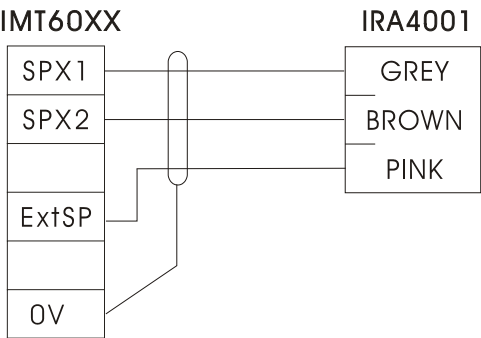 IMT60XX
IRA4001
SPX1
GREY
SPX2
BROWN
PINK
ExtSP
0V